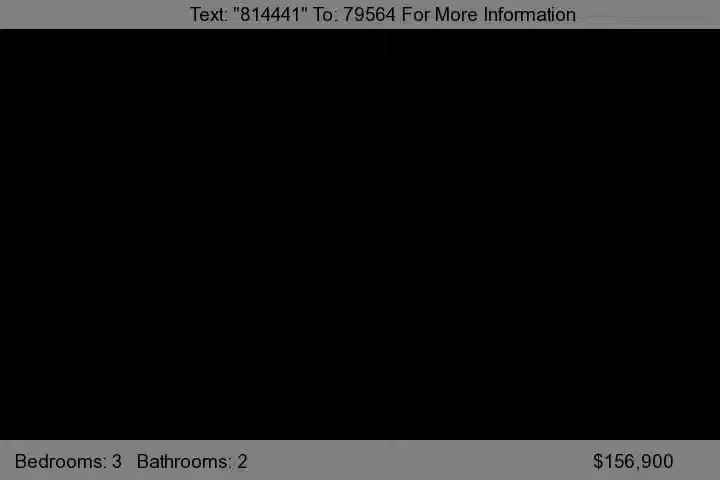 Text: "814441" To: 79564 For More Information
Bedrooms: 3 Bathrooms: 2 $156,900